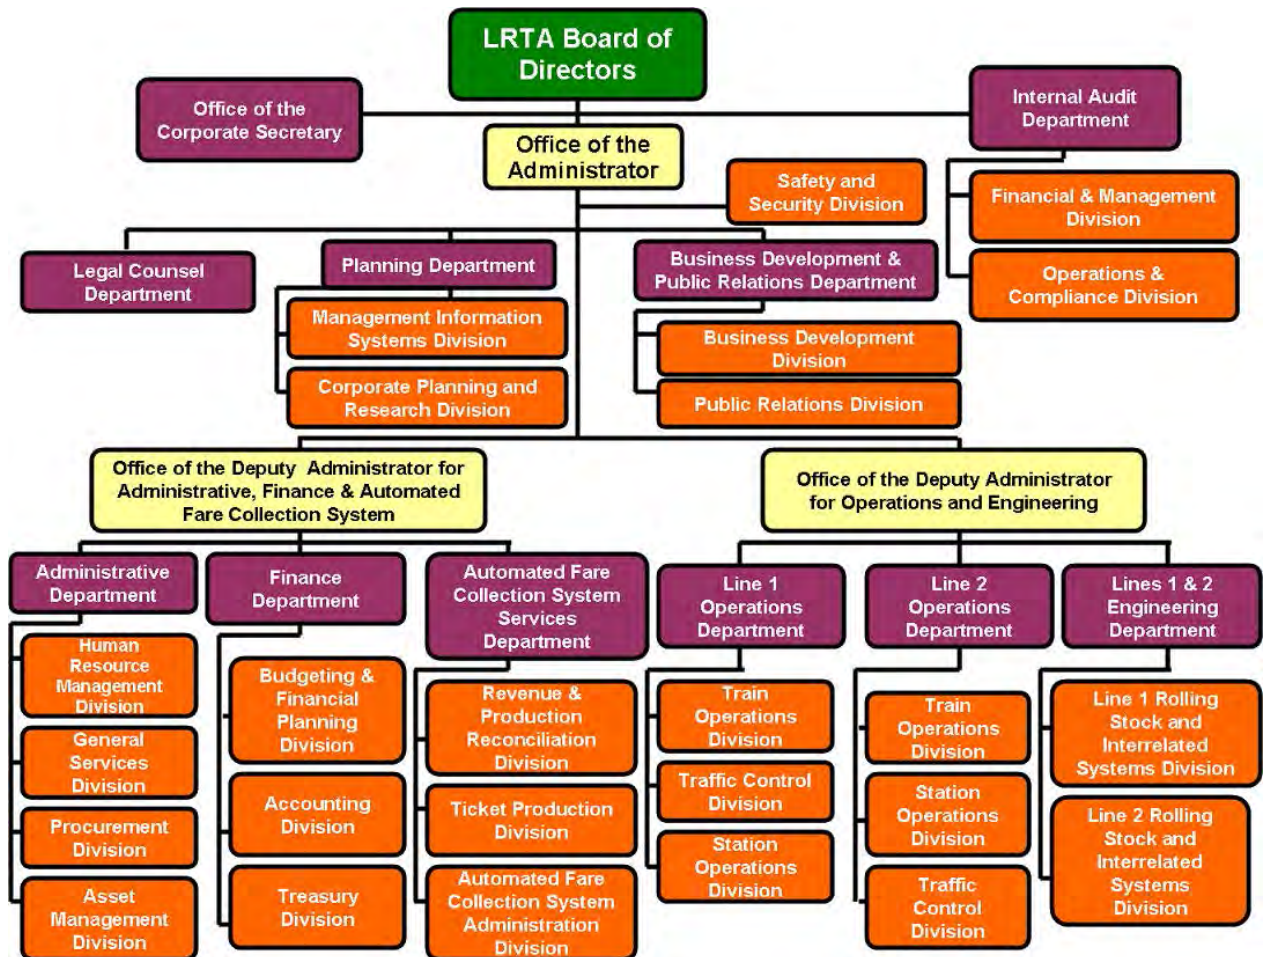 LRTA Board of
Directors
Office of the
Corporate Secretary
Internal Audit
Department
Office of the
Administrator
Safety and
Security Division
Financial & Management
Division
Operations &
Compliance Division
Legal Counsel
Department
Planning Department
Management Information
Systems Division
Corporate Planning and
Research Division
Business Development &
Public Relations Department
Business Development
Division
Public Relations Division
Office of the Deputy Administrator for
Administrative, Finance & Automated
Fare Collection System
Office of the Deputy Administrator
for Operations and Engineering
Administrative
Department
Human
Resource
Management
Division
General
Services
Division
Procurement
Division
Asset
Management
Division
Finance
Department
Budgeting &
Financial
Planning
Division
Accounting
Division
Treasury
Division
Automated Fare
Collection System
Services
Department
Revenue &
Production
Reconciliation
Division
Ticket Production
Division
Automated Fare
Collection System
Administration
Division
Line 1
Operations
Department
Train
Operations
Division
Traffic Control
Division
Station
Operations
Division
Line 2
Operations
Department
Train
Operations
Division
Station
Operations
Division
Traffic
Control
Division
Lines 1 & 2
Engineering
Department
Line 1 Rolling
Stock and
Interrelated
Systems Division
Line 2 Rolling
Stock and
Interrelated
Systems
Division